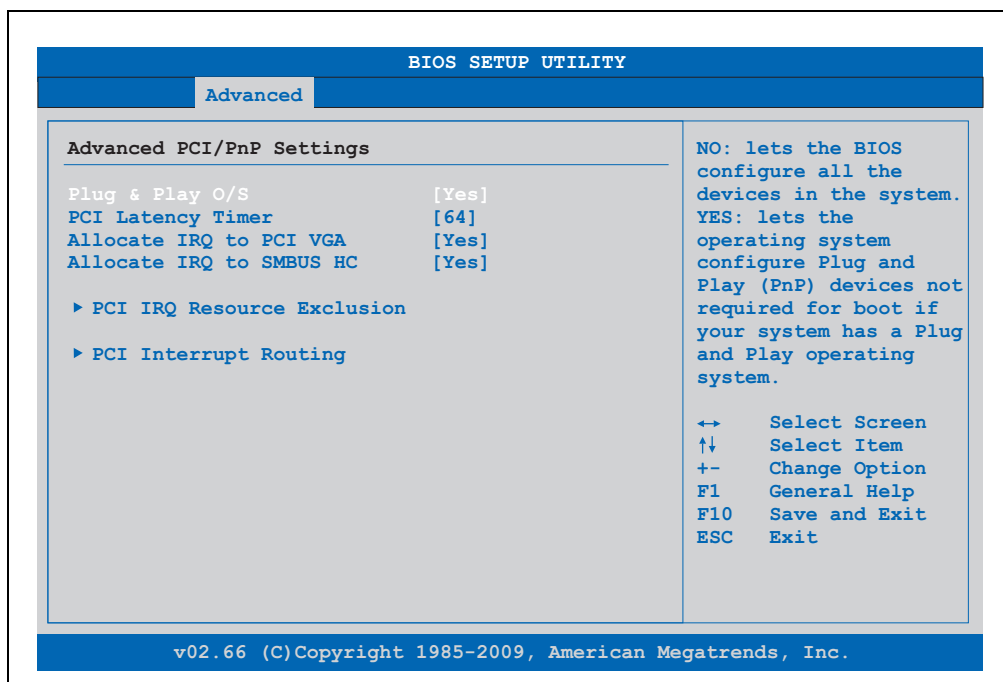 BIOS SETUP UTILITY
Advanced
Advanced PCI/PnP Settings
Plug & Play O/S [Yes]
PCI Latency Timer [64]
Allocate IRQ to PCI VGA [Yes]
Allocate IRQ to SMBUS HC [Yes]
▶ PCI IRQ Resource Exclusion
▶ PCI Interrupt Routing
NO: lets the BIOS
configure all the
devices in the system.
YES: lets the
operating system
configure Plug and
Play (PnP) devices not
required for boot if
your system has a Plug
and Play operating
system.
↔ Select Screen
↑↓ Select Item
+- Change Option
F1 General Help
F10 Save and Exit
ESC Exit
v02.66 (C)Copyright 1985-2009, American Megatrends, Inc.